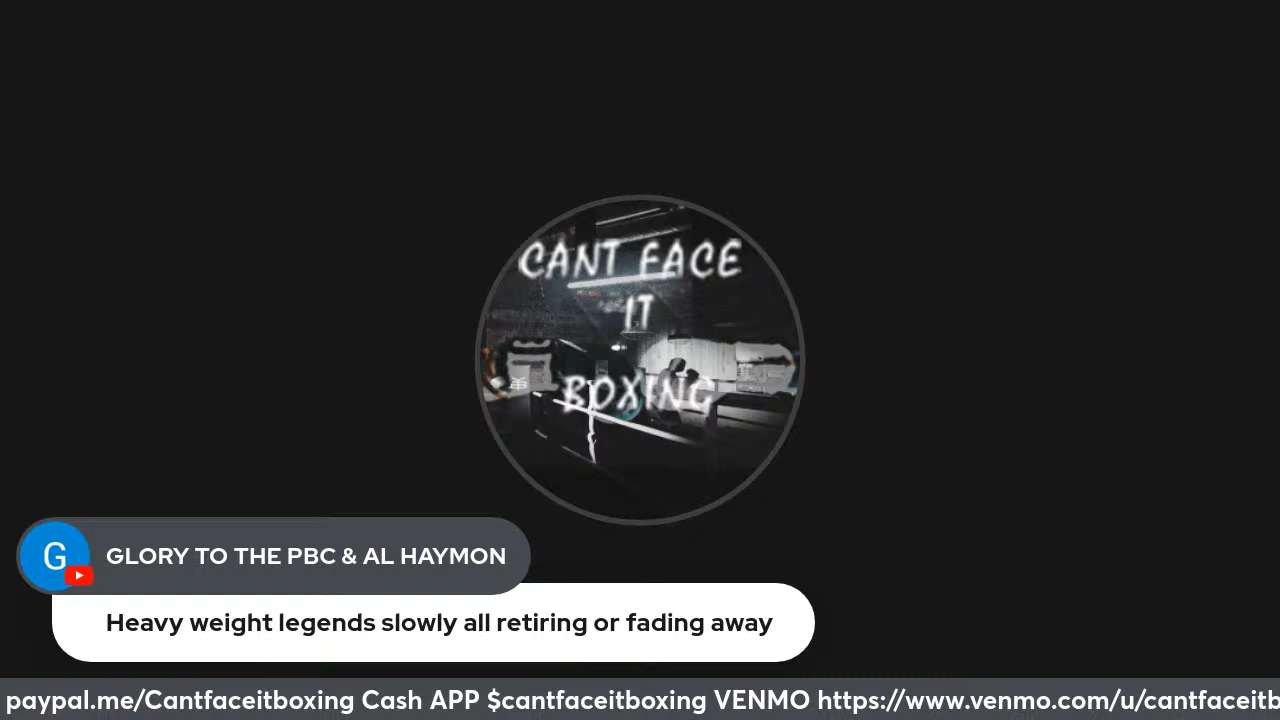 CANT FACE
IT
BOXING
G
GLORY TO THE PBC & AL HAYMON
Heavy weight legends slowly all retiring or fading away
paypal.me/Cantfaceitboxing Cash APP $cantfaceitboxing VENMO https://www.venmo.com/u/cantfaceitb